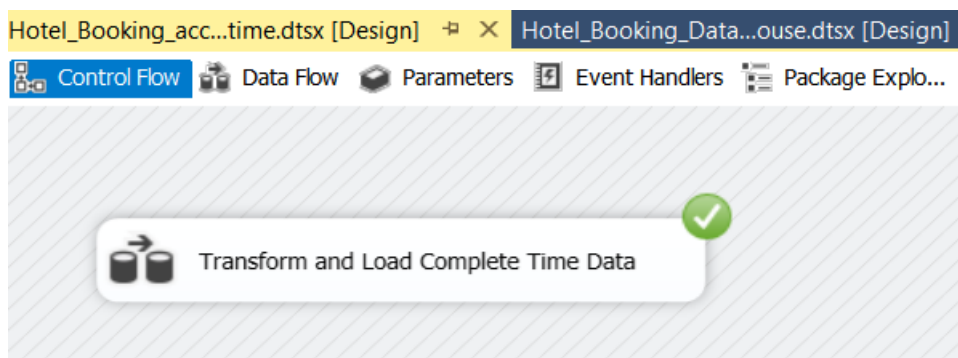 Hotel_Booking_acc...time.dtsx [Design] Hotel_Booking_Data...ouse.dtsx [Design]
Control Flow Data Flow Parameters Event Handlers Package Explo...
Transform and Load Complete Time Data